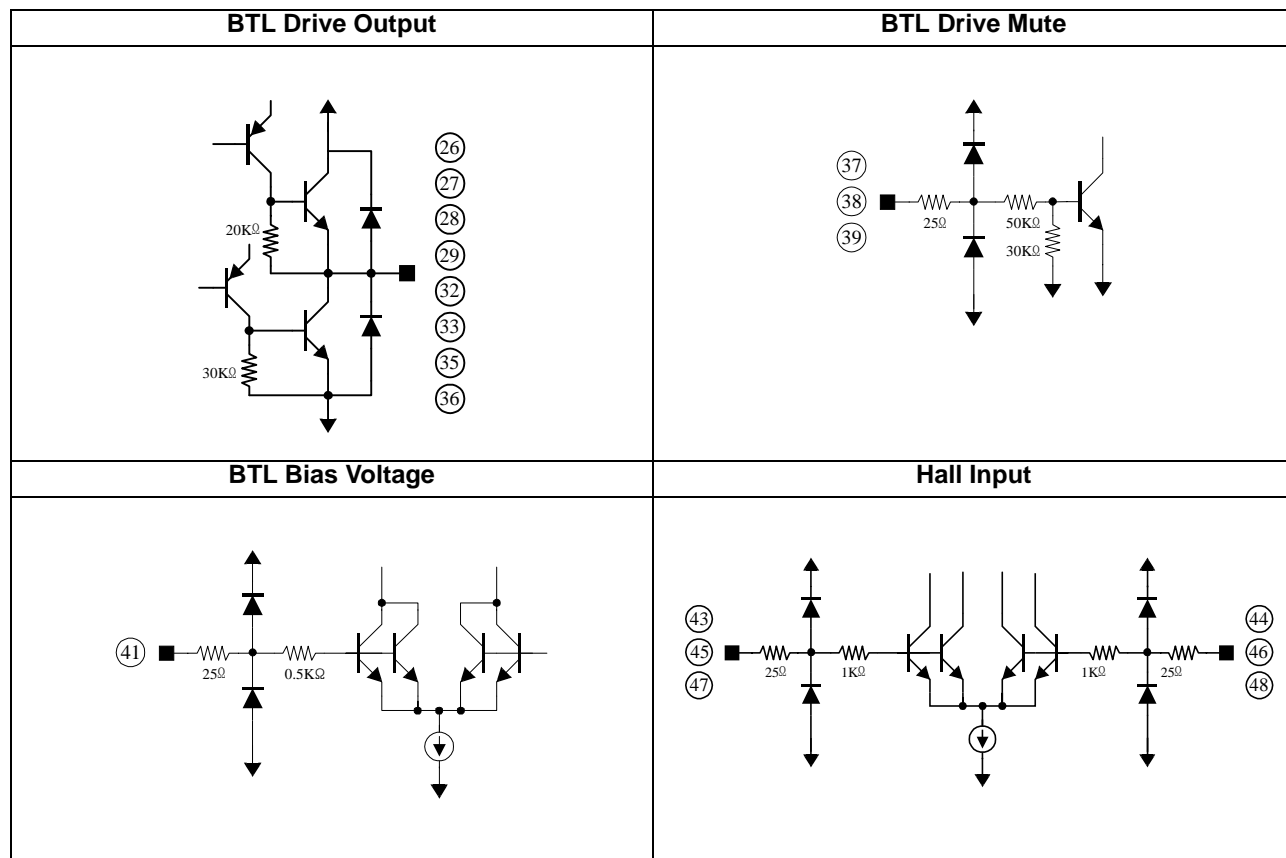 BTL Drive Output
BTL Drive Mute
26
27
28
29
32
33
35
36
20KΩ
30KΩ
37
38
39
25Ω
50KΩ
30KΩ
BTL Bias Voltage
Hall Input
41
25Ω
0.5KΩ
43
45
47
25Ω
1KΩ
1KΩ
25Ω
44
46
48